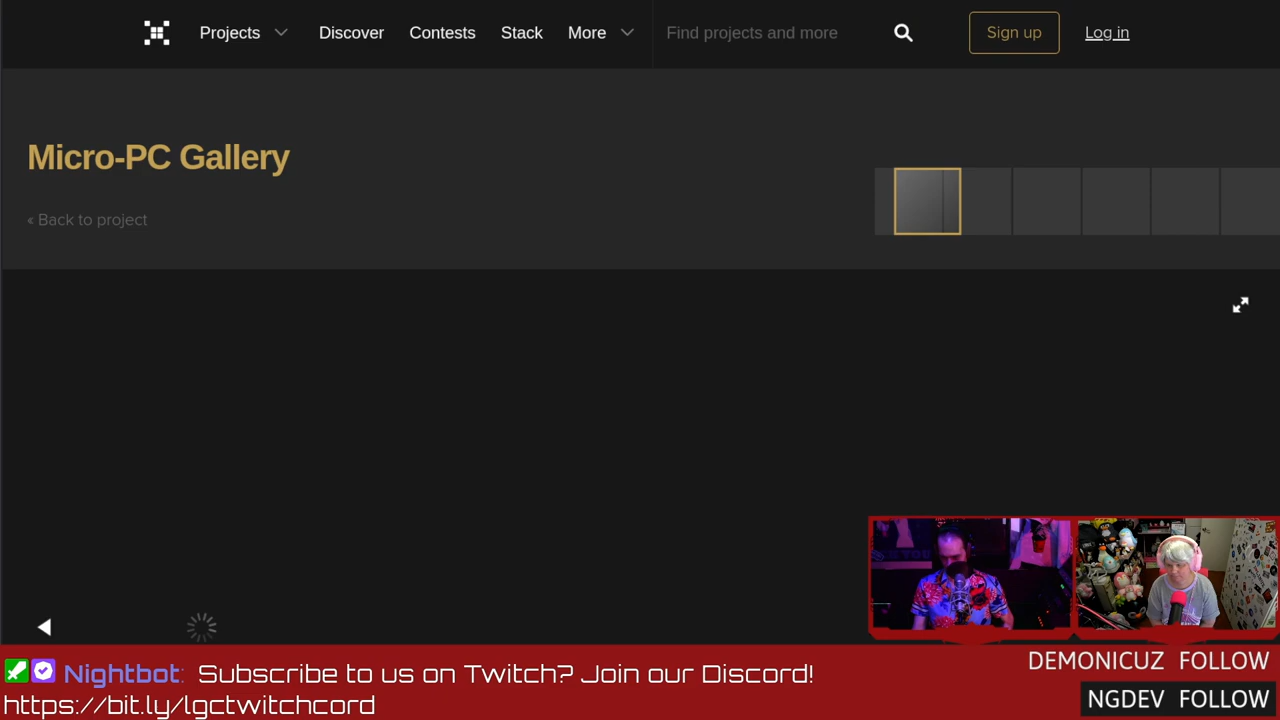 Projects Discover Contests Stack More Find projects and more Sign up Log in
Micro-PC Gallery
« Back to project
Nightbot: Subscribe to us on Twitch? Join our Discord!
https://bit.ly/lgctwitchcord
DEMONICUZ FOLLOW
NGDEV FOLLOW